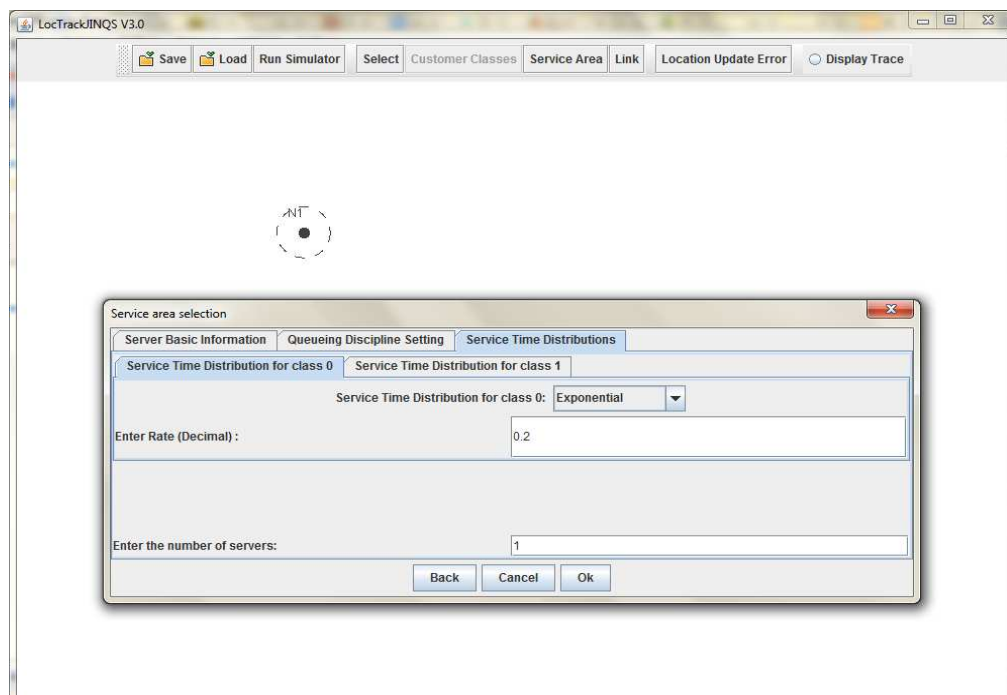 LocTrackJINQS V3.0
Save Load Run Simulator Select Customer Classes Service Area Link Location Update Error Display Trace
N1
Service area selection
Server Basic Information Queueing Discipline Setting Service Time Distributions
Service Time Distribution for class 0 Service Time Distribution for class 1
Service Time Distribution for class 0: Exponential
Enter Rate (Decimal) : 0.2
Enter the number of servers: 1
Back Cancel Ok